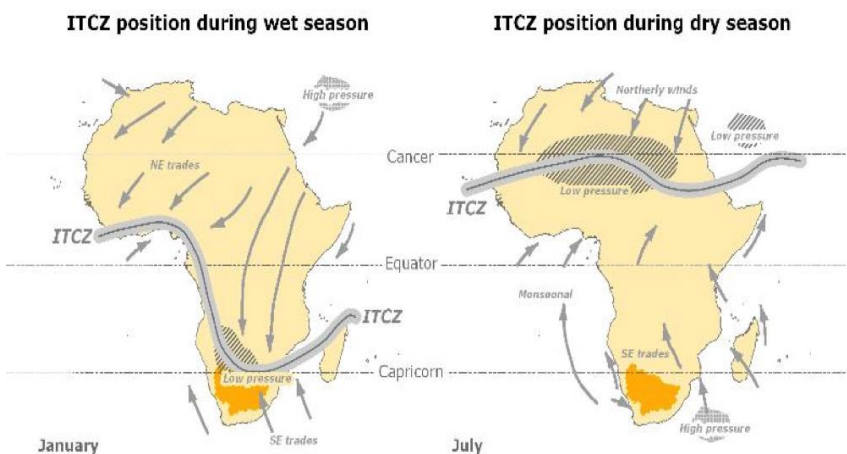 ITCZ position during wet season
High pressure
NE trades
ITCZ
ITCZ
Low pressure
SE trades
January
Cancer
Equator
Capricorn
ITCZ position during dry season
Northerly winds
Low pressure
Low pressure
ITCZ
Monsoonal
SE trades
High pressure
July